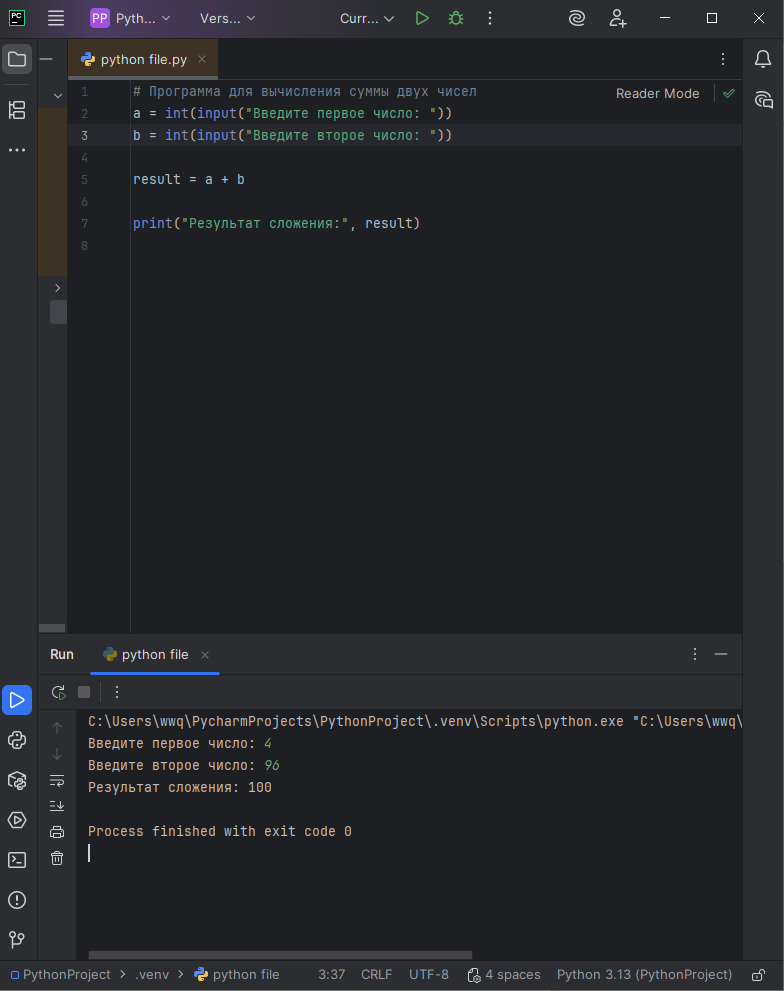 PC
PP Pyth... Vers... Curr...
python file.py
Reader Mode
1 # Программа для вычисления суммы двух чисел
2 a = int(input("Введите первое число: "))
3 b = int(input("Введите второе число: "))
4
5 result = a + b
6
7 print("Результат сложения:", result)
8
Run python file
C:\Users\wwq\PycharmProjects\PythonProject\.venv\Scripts\python.exe "C:\Users\wwq\
Введите первое число: 4
Введите второе число: 96
Результат сложения: 100
Process finished with exit code 0
PythonProject > .venv > python file 3:37 CRLF UTF-8 4 spaces Python 3.13 (PythonProject)